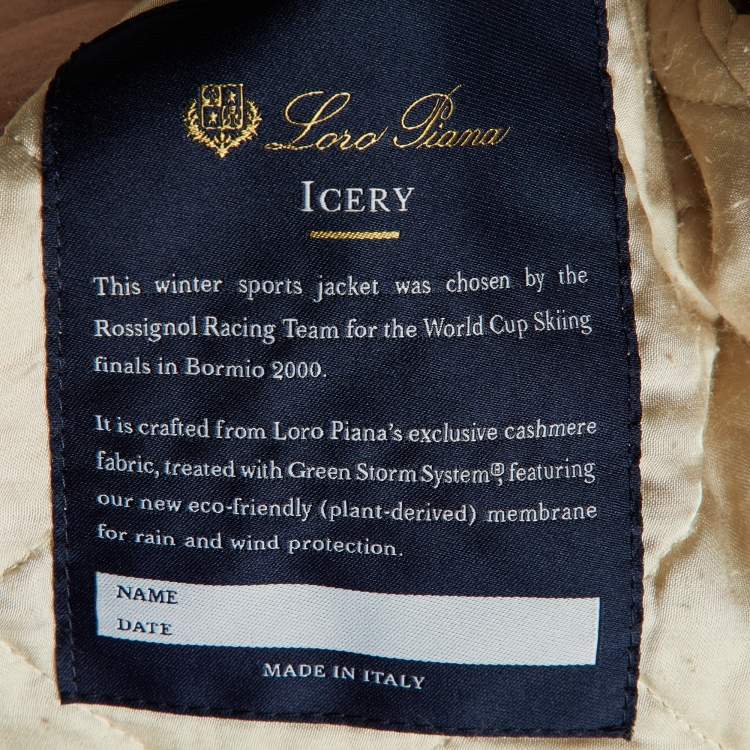 Loro Piana
ICERY
This winter sports jacket was chosen by the
Rossignol Racing Team for the World Cup Skiing
finals in Bormio 2000.
It is crafted from Loro Piana's exclusive cashmere
fabric, treated with Green Storm System®, featuring
our new eco-friendly (plant-derived) membrane
for rain and wind protection.
NAME
DATE
MADE IN ITALY